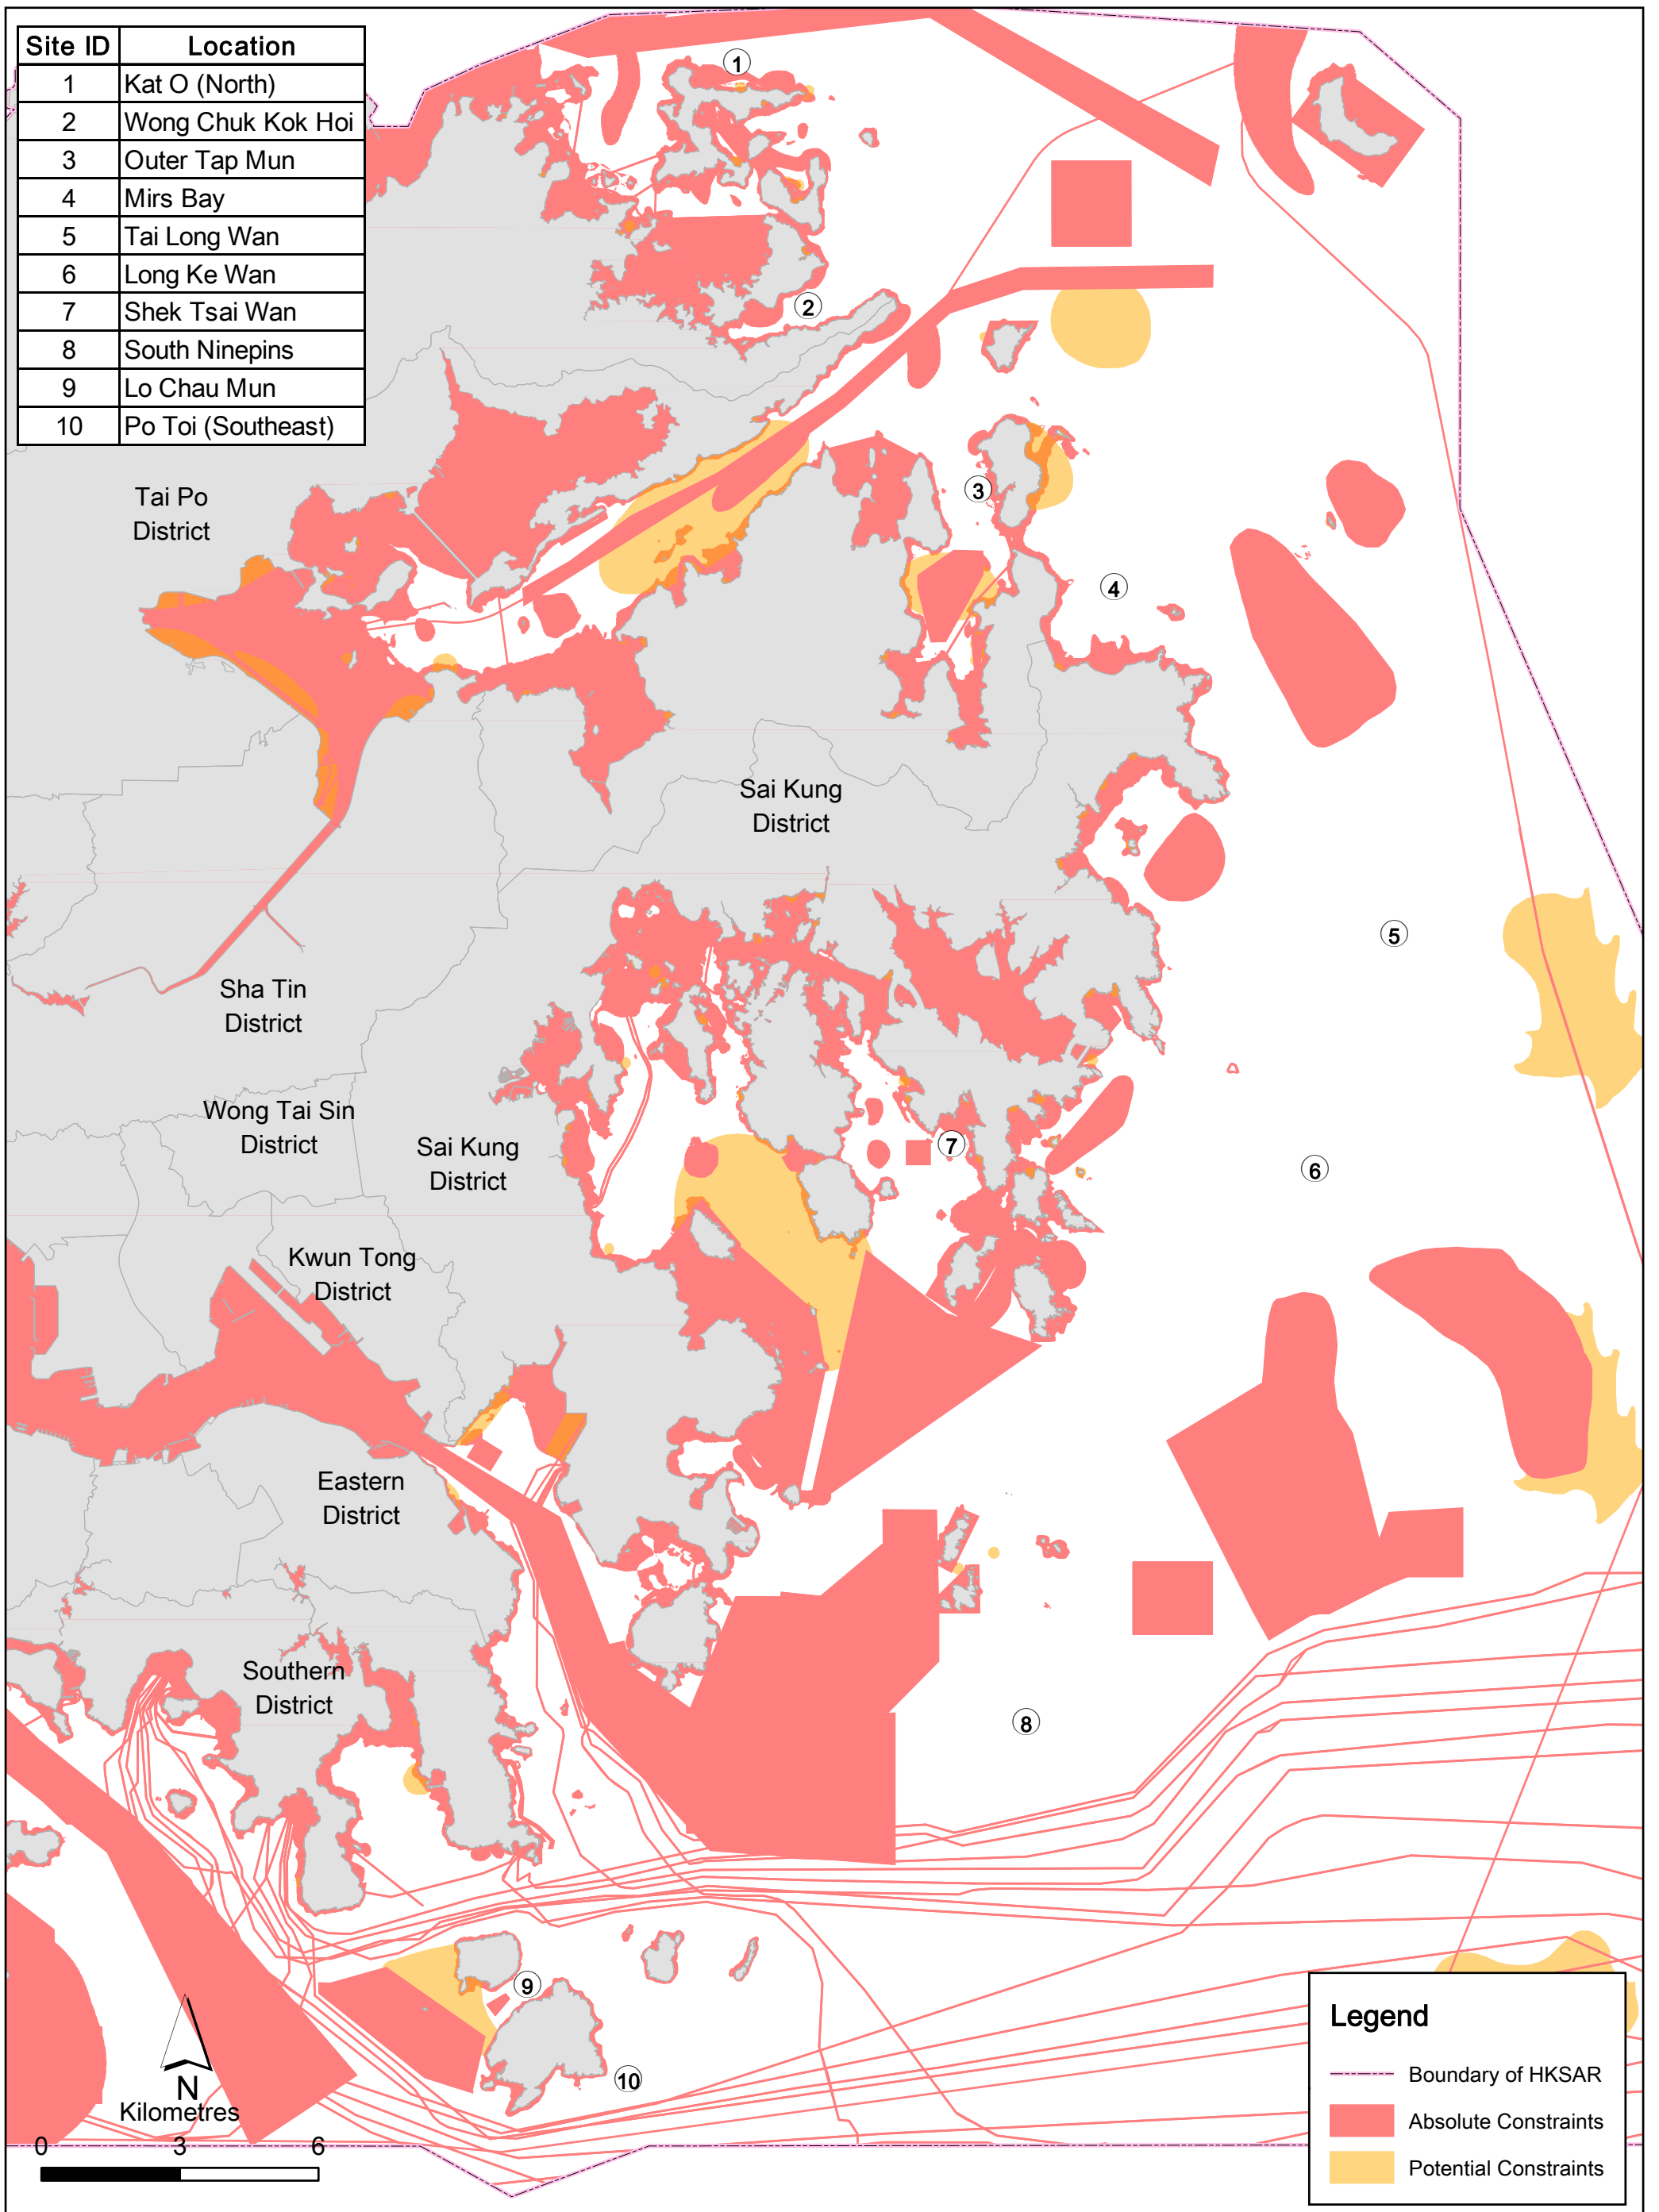 Site ID Location
1 Kat O (North)
2 Wong Chuk Kok Hoi
3 Outer Tap Mun
4 Mirs Bay
5 Tai Long Wan
6 Long Ke Wan
7 Shek Tsai Wan
8 South Ninepins
9 Lo Chau Mun
10 Po Toi (Southeast)
1
2
3
Tai Po
District
4
Sai Kung
District
5
Sha Tin
District
Wong Tai Sin
District
Sai Kung
District
7
6
Kwun Tong
District
Eastern
District
Southern
District
8
9
10
N
Kilometres
0 3 6
Legend
Boundary of HKSAR
Absolute Constraints
Potential Constraints